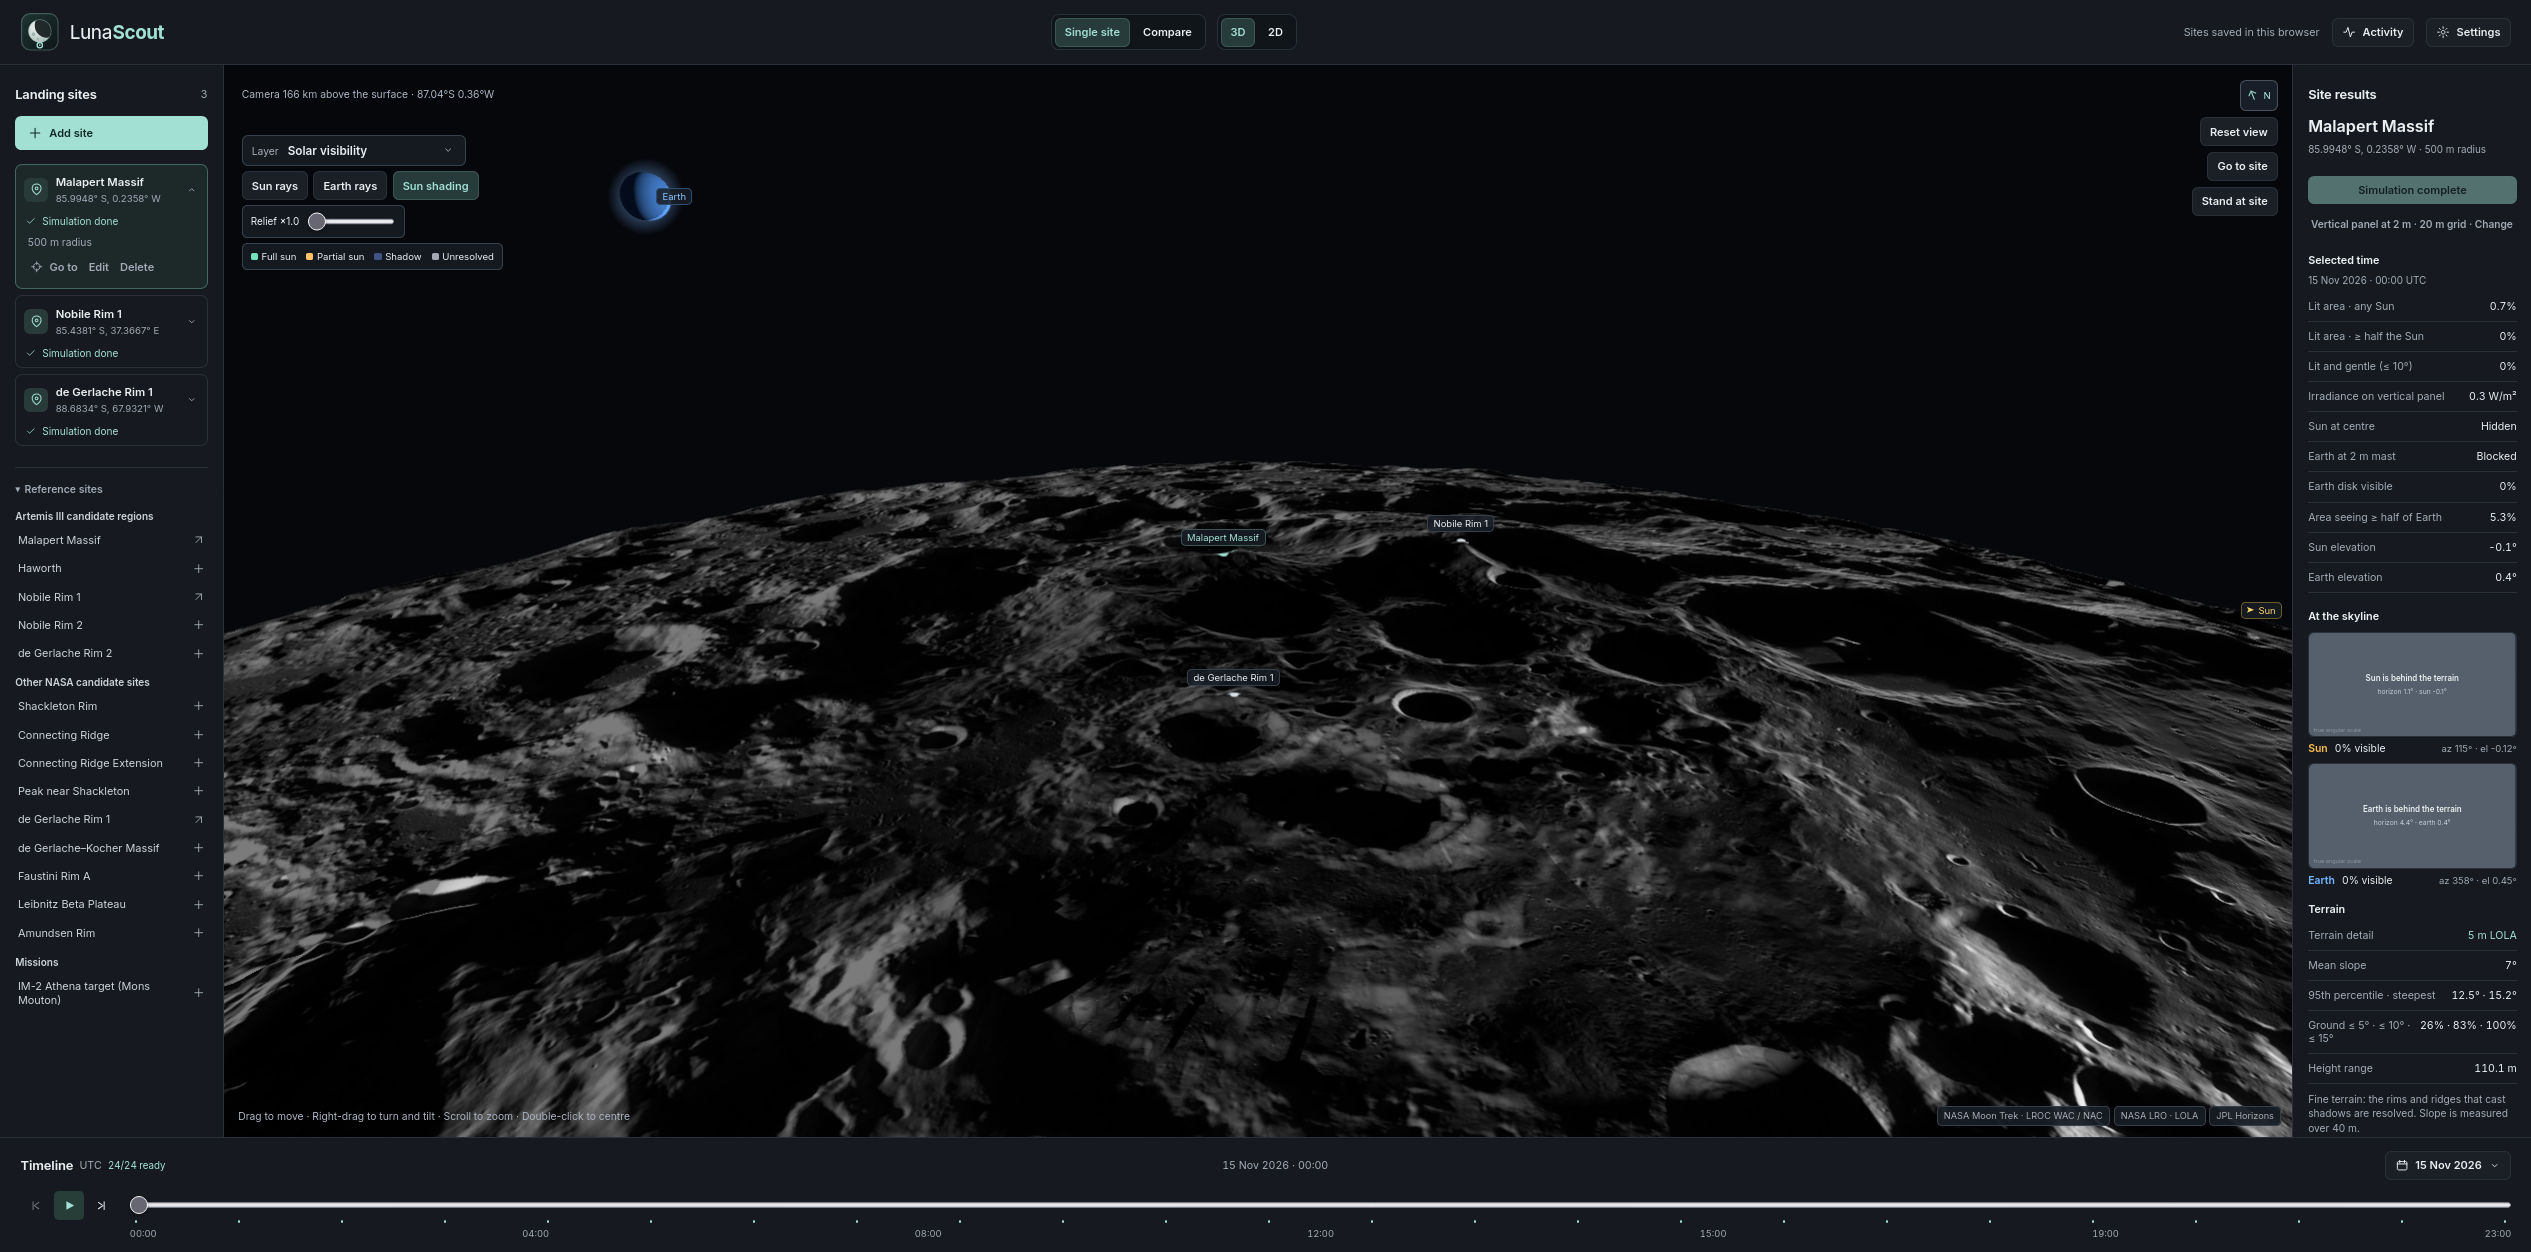 LunaScout
Single site
Compare
3D
2D
Sites saved in this browser
Activity
Settings
Landing sites
3
Add site
Malapert Massif
85.9948° S, 0.2358° W
Simulation done
500 m radius
Go to
Edit
Delete
Nobile Rim 1
85.4381° S, 37.3667° E
Simulation done
de Gerlache Rim 1
88.6834° S, 67.9321° W
Simulation done
Reference sites
Artemis III candidate regions
Malapert Massif
Haworth
Nobile Rim 1
Nobile Rim 2
de Gerlache Rim 2
Other NASA candidate sites
Shackleton Rim
Connecting Ridge
Connecting Ridge Extension
Peak near Shackleton
de Gerlache Rim 1
de Gerlache–Kocher Massif
Faustini Rim A
Leibnitz Beta Plateau
Amundsen Rim
Missions
IM-2 Athena target (Mons
Mouton)
Camera 166 km above the surface · 87.04°S 0.36°W
Layer Solar visibility
Sun rays
Earth rays
Sun shading
Relief ×1.0
Full sun
Partial sun
Shadow
Unresolved
Earth
N
Reset view
Go to site
Stand at site
Nobile Rim 1
Malapert Massif
Sun
de Gerlache Rim 1
Drag to move · Right-drag to turn and tilt · Scroll to zoom · Double-click to centre
NASA Moon Trek · LROC WAC / NAC
NASA LRO · LOLA
JPL Horizons
Site results
Malapert Massif
85.9948° S, 0.2358° W · 500 m radius
Simulation complete
Vertical panel at 2 m · 20 m grid · Change
Selected time
15 Nov 2026 · 00:00 UTC
Lit area · any Sun 0.7%
Lit area · ≥ half the Sun 0%
Lit and gentle (≤ 10°) 0%
Irradiance on vertical panel 0.3 W/m²
Sun at centre Hidden
Earth at 2 m mast Blocked
Earth disk visible 0%
Area seeing ≥ half of Earth 5.3%
Sun elevation -0.1°
Earth elevation 0.4°
At the skyline
Sun is behind the terrain
horizon 1.1° · sun -0.1°
true angular scale
Sun 0% visible az 115° · el -0.12°
Earth is behind the terrain
horizon 4.4° · earth 0.4°
true angular scale
Earth 0% visible az 358° · el 0.45°
Terrain
Terrain detail 5 m LOLA
Mean slope 7°
95th percentile · steepest 12.5° · 15.2°
Ground ≤ 5° · ≤ 10° · 26% · 83% · 100%
≤ 15°
Height range 110.1 m
Fine terrain: the rims and ridges that cast
shadows are resolved. Slope is measured
over 40 m.
Timeline UTC 24/24 ready
15 Nov 2026 · 00:00
15 Nov 2026
00:00
04:00
08:00
12:00
15:00
19:00
23:00